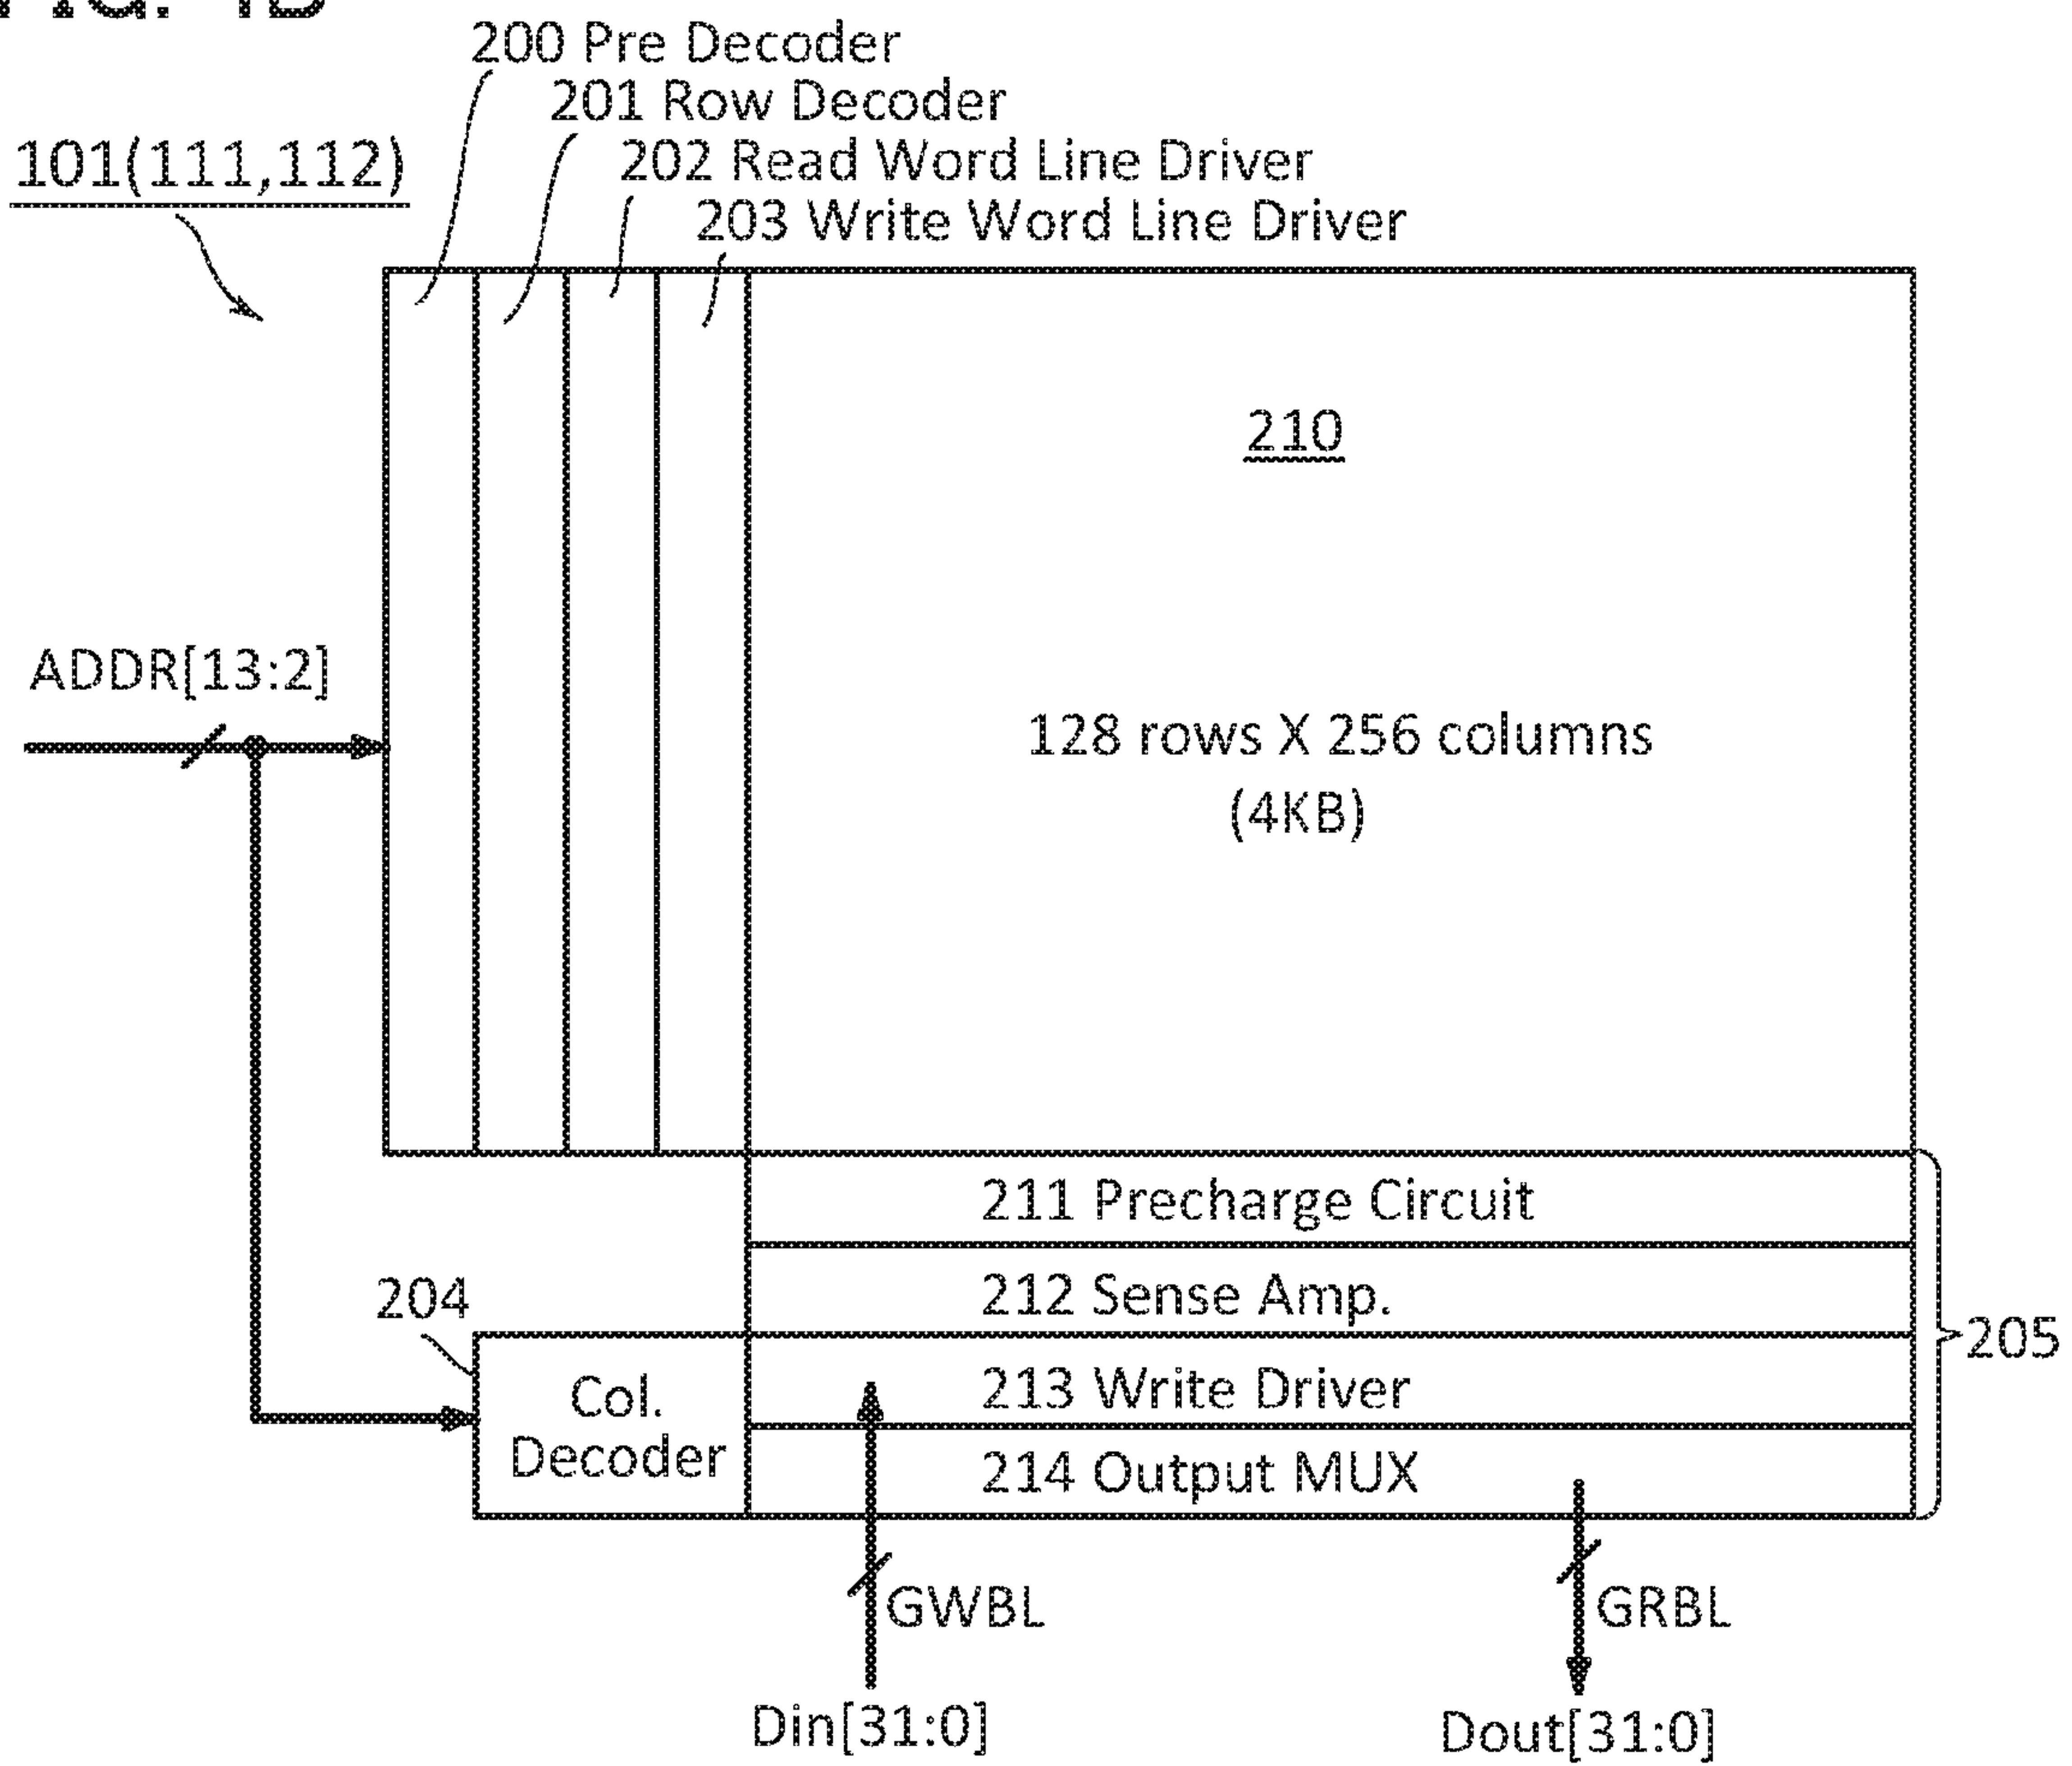 FIG. 4B
200 Pre Decoder
201 Row Decoder
101(111,112)
202 Read Word Line Driver
203 Write Word Line Driver
210
ADDR[13:2]
128 rows X 256 columns
(4KB)
211 Precharge Circuit
204
212 Sense Amp.
205
Col.
Decoder
213 Write Driver
214 Output MUX
GWBL
GRBL
Din[31:0]
Dout[31:0]